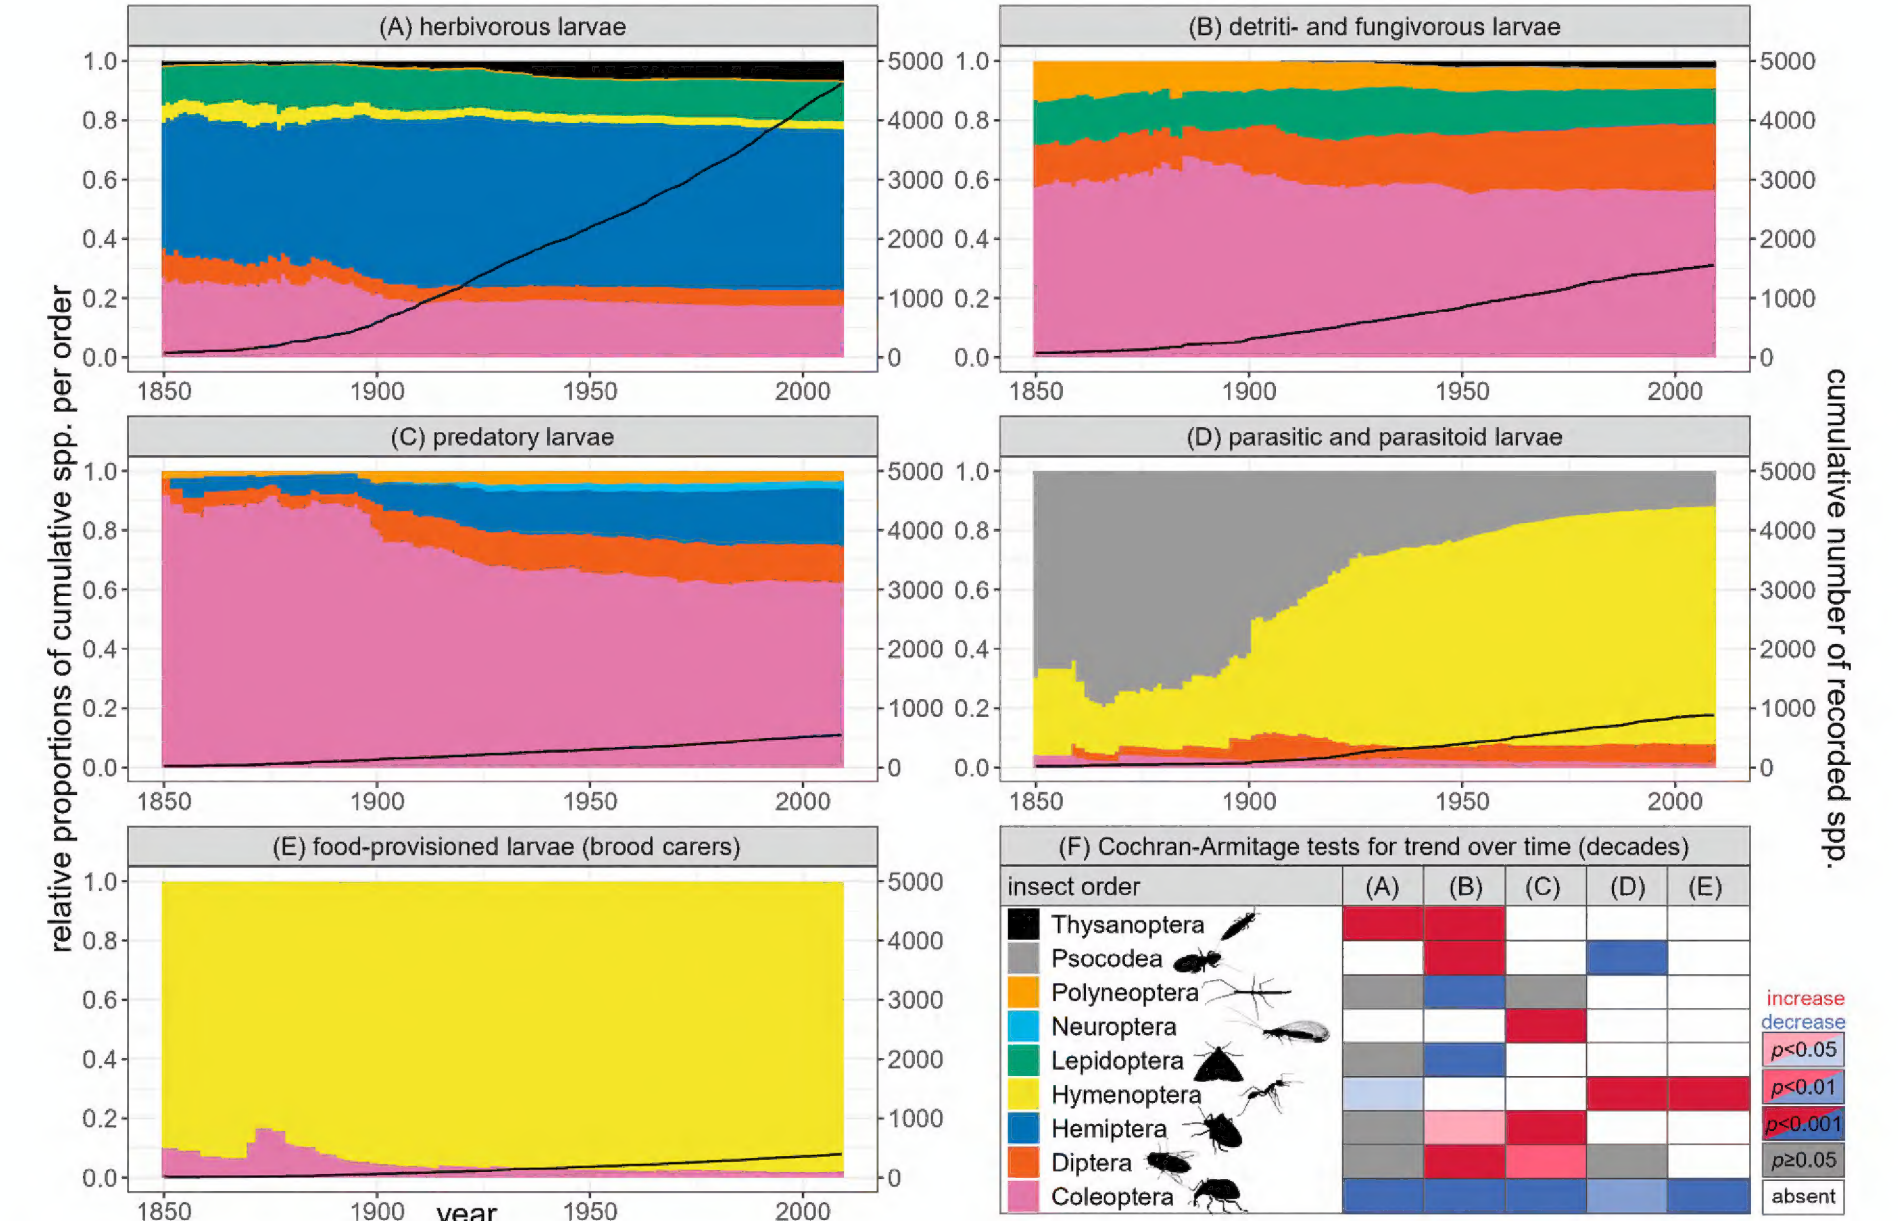 (A) herbivorous larvae
(B) detriti- and fungivorous larvae
1.0 0.8 0.6 0.4 0.2 0.0
5000 4000 3000 2000 1000 0
1.0 0.8 0.6 0.4 0.2 0.0
5000 4000 3000 2000 1000 0
1850 1900 1950 2000
1850 1900 1950 2000
relative proportions of cumulative spp. per order
cumulative number of recorded spp.
(C) predatory larvae
(D) parasitic and parasitoid larvae
1.0 0.8 0.6 0.4 0.2 0.0
5000 4000 3000 2000 1000 0
1.0 0.8 0.6 0.4 0.2 0.0
5000 4000 3000 2000 1000 0
1850 1900 1950 2000
1850 1900 1950 2000
(E) food-provisioned larvae (brood carers)
1.0 0.8 0.6 0.4 0.2 0.0
5000 4000 3000 2000 1000 0
1850 1900 1950 2000
year
(F) Cochran-Armitage tests for trend over time (decades)
insect order (A) (B) (C) (D) (E)
Thysanoptera
Psocodea
Polyneoptera
Neuroptera
Lepidoptera
Hymenoptera
Hemiptera
Diptera
Coleoptera
increase
decrease
p<0.05
p<0.01
p<0.001
p≥0.05
absent